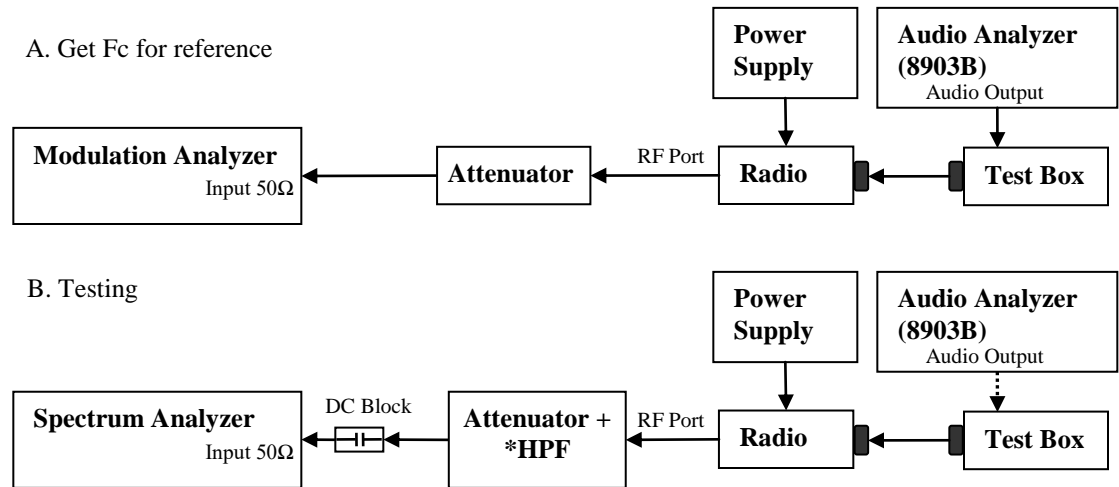 A. Get Fc for reference
Power
Supply
Audio Analyzer
(8903B)
Audio Output
Modulation Analyzer
Input 50Ω
Attenuator
RF Port
Radio
Test Box
B. Testing
Power
Supply
Audio Analyzer
(8903B)
Audio Output
Spectrum Analyzer
Input 50Ω
DC Block
Attenuator +
*HPF
RF Port
Radio
Test Box